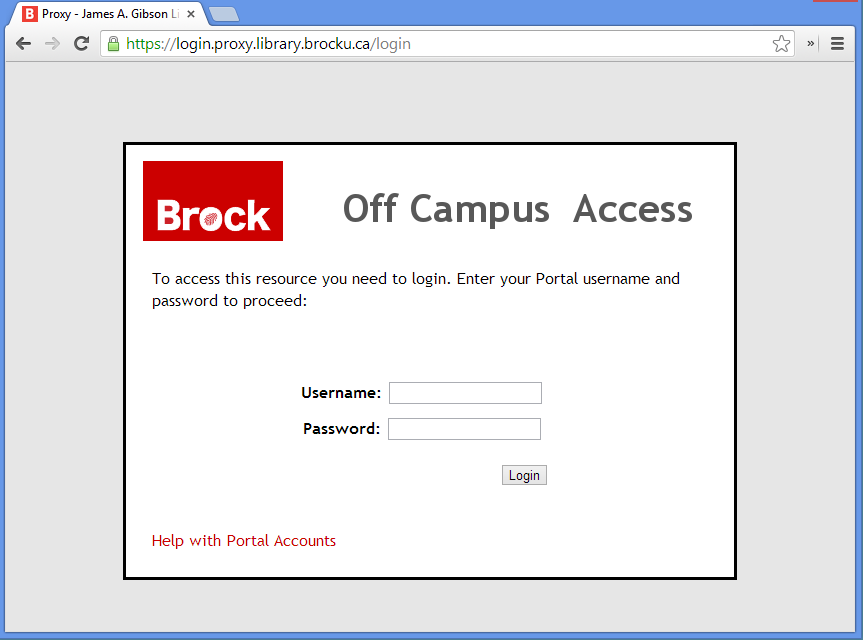 B Proxy - James A. Gibson Li
https://login.proxy.library.brocku.ca/login
Brock
Off Campus Access
To access this resource you need to login. Enter your Portal username and
password to proceed:
Username:
Password:
Login
Help with Portal Accounts